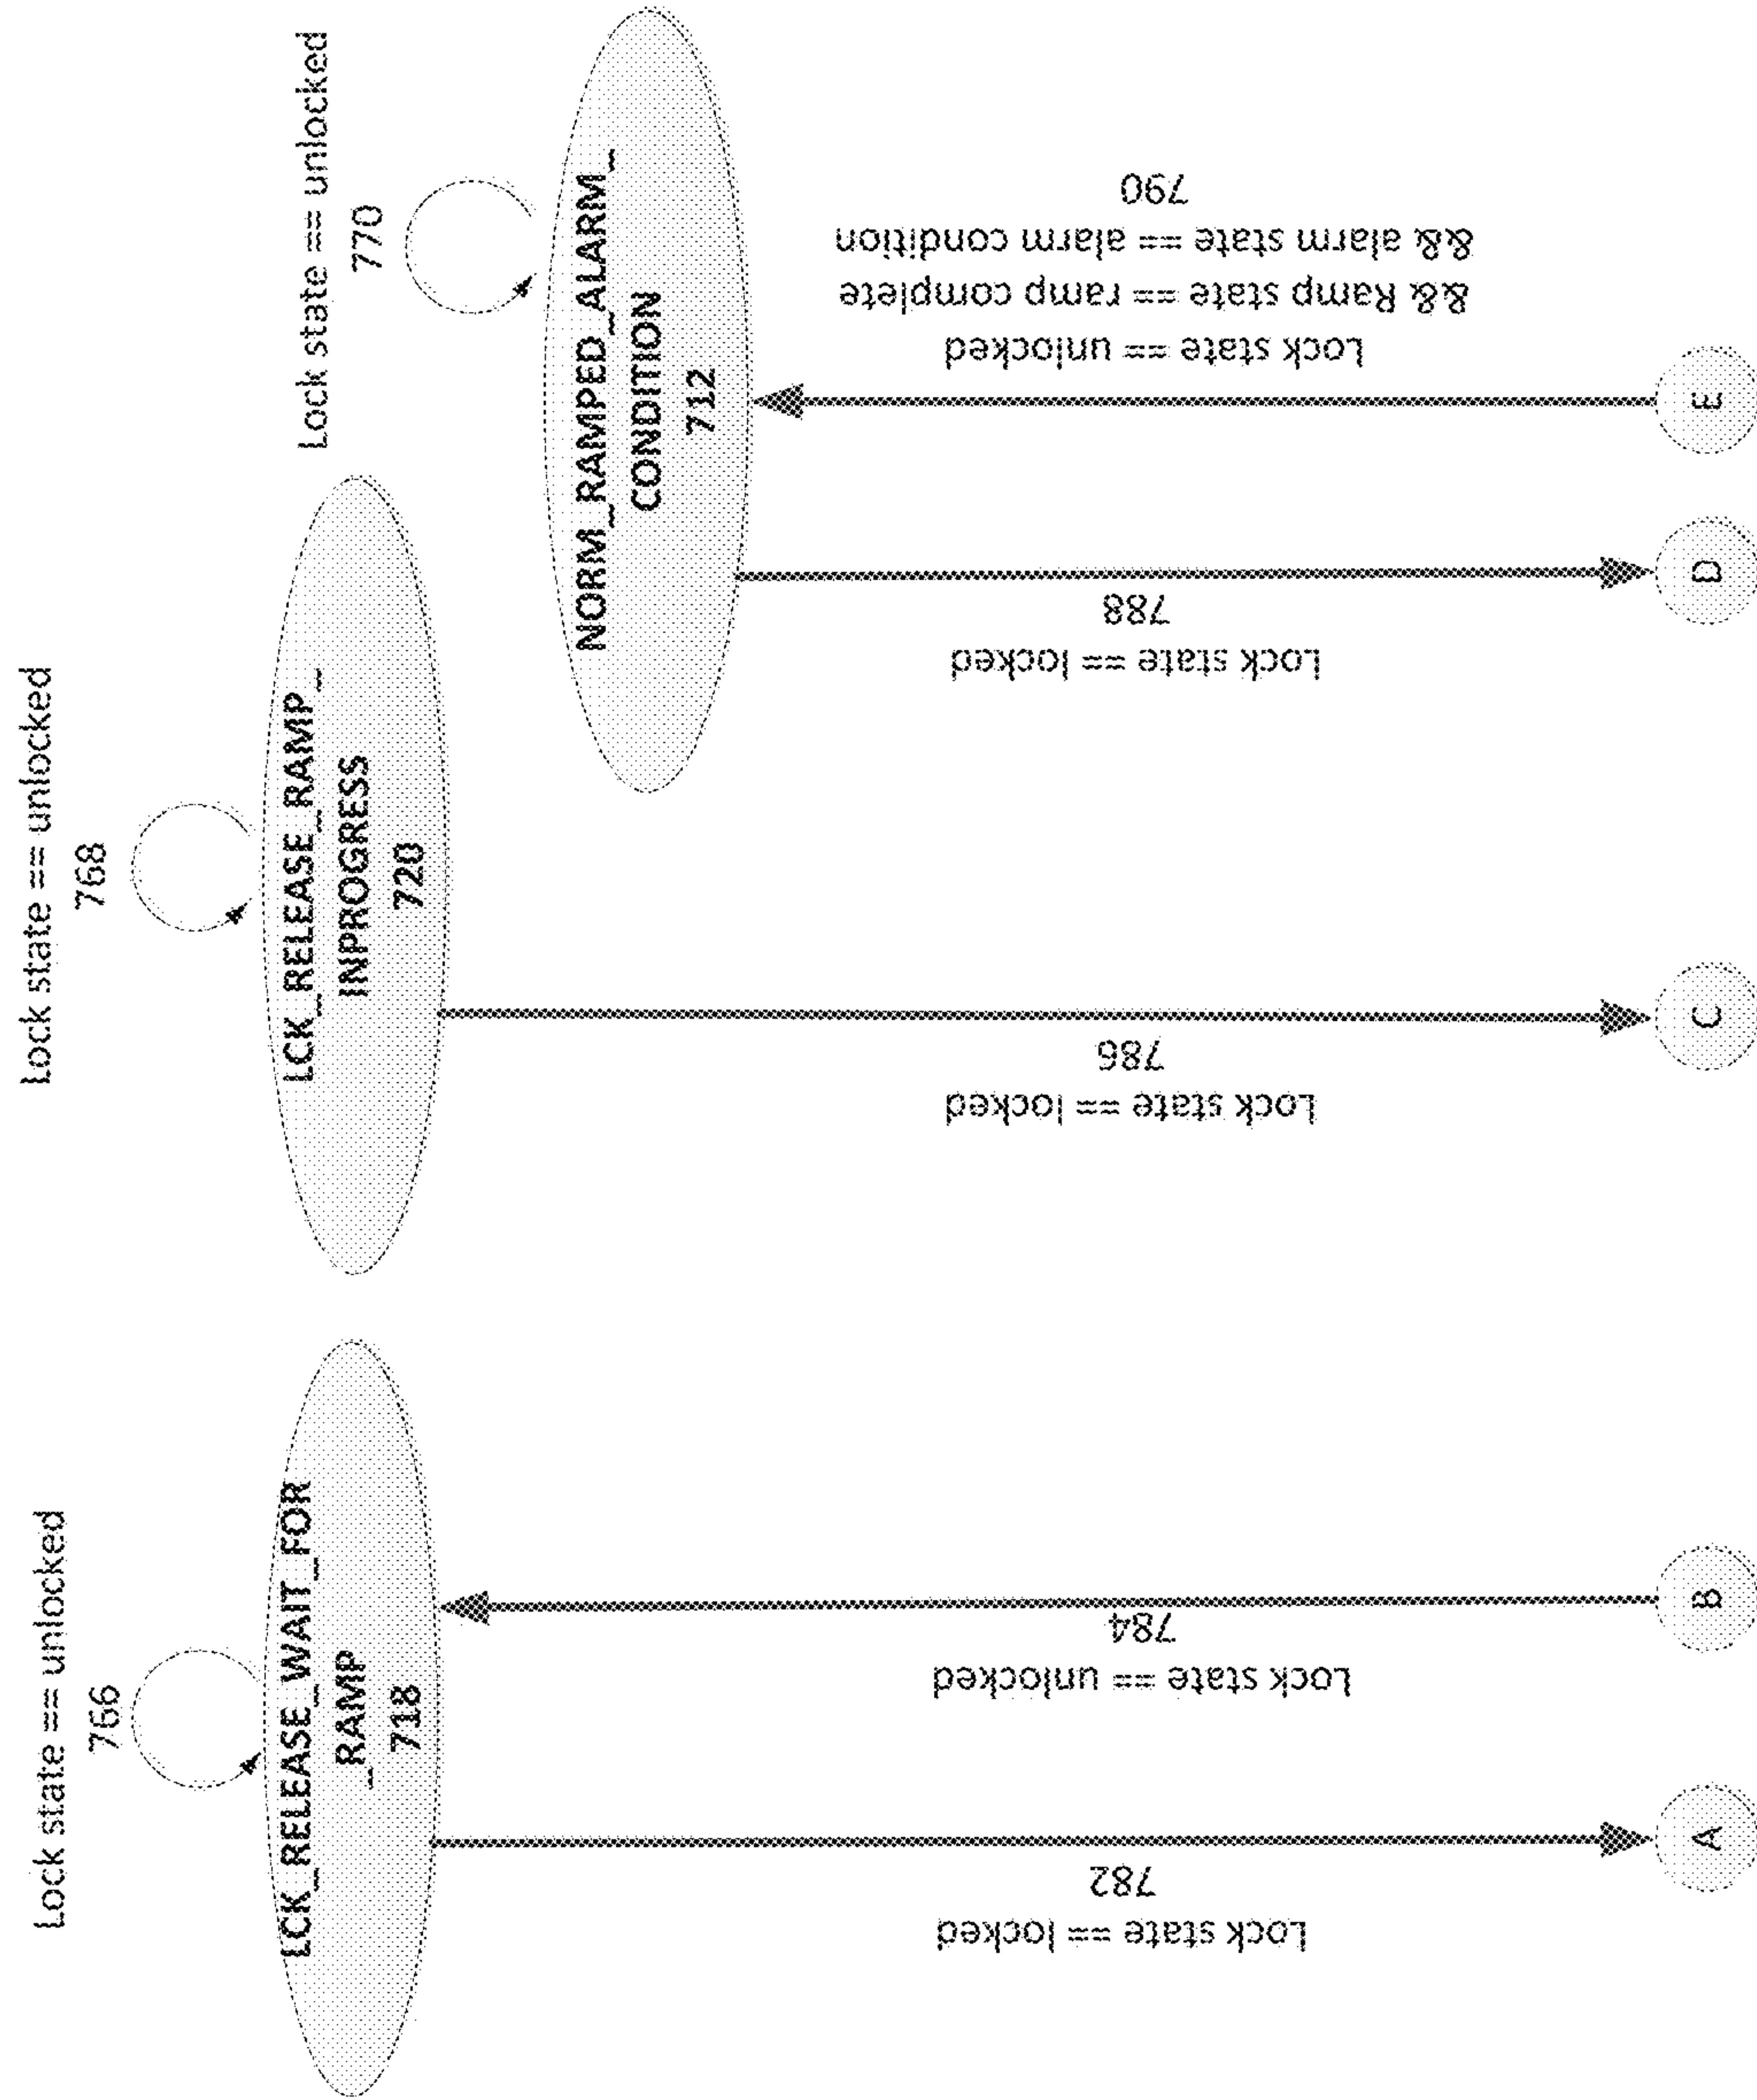 Lock state == unlocked
766
LCK_RELEASE_WAIT_FOR
_RAMP
718
Lock state == locked
782
Lock state == unlocked
784
A
B
Lock state == unlocked
768
LCK_RELEASE_RAMP_
INPROGRESS
720
Lock state == locked
786
C
Lock state == unlocked
770
NORM_RAMPED_ALARM_
CONDITION
712
Lock state == locked
788
Lock state == unlocked
&& Ramp state == ramp complete
&& alarm state == alarm condition
790
D
E